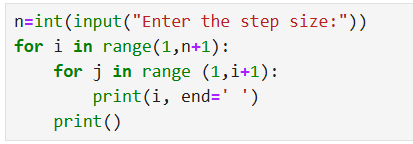 n=int(input("Enter the step size:"))
for i in range(1,n+1):
    for j in range (1,i+1):
        print(i, end=' ')
    print()